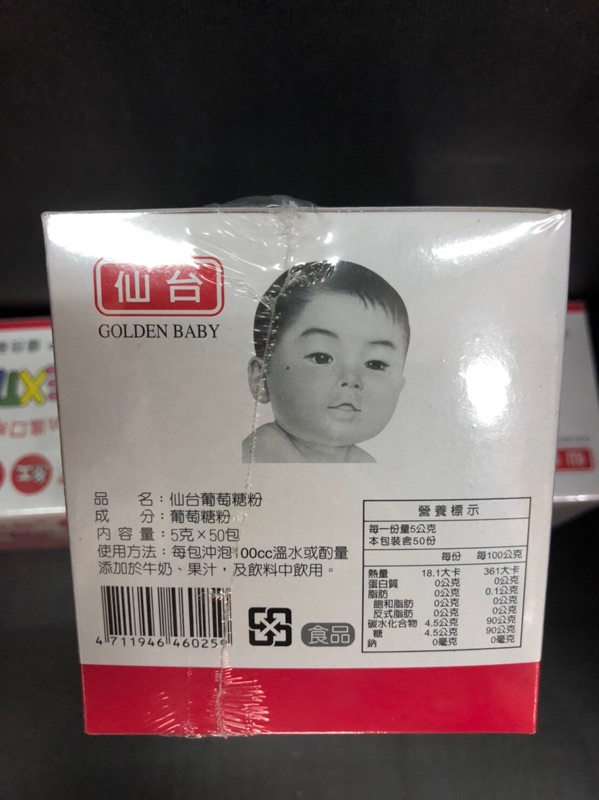 仙台
GOLDEN BABY
品 名：仙台葡萄糖粉
成 分：葡萄糖粉
內容量：5克×50包
使用方法：每包沖泡100cc溫水或酌量
添加於牛奶、果汁，及飲料中飲用。
4 711946 460259
食品
營養標示
每一份量5公克
本包裝含50份
每份 每100公克
熱量 18.1大卡 361大卡
蛋白質 0公克 0公克
脂肪 0公克 0.1公克
飽和脂肪 0公克 0公克
反式脂肪 0公克 0公克
碳水化合物 4.5公克 90公克
糖 4.5公克 90公克
鈉 0毫克 0毫克